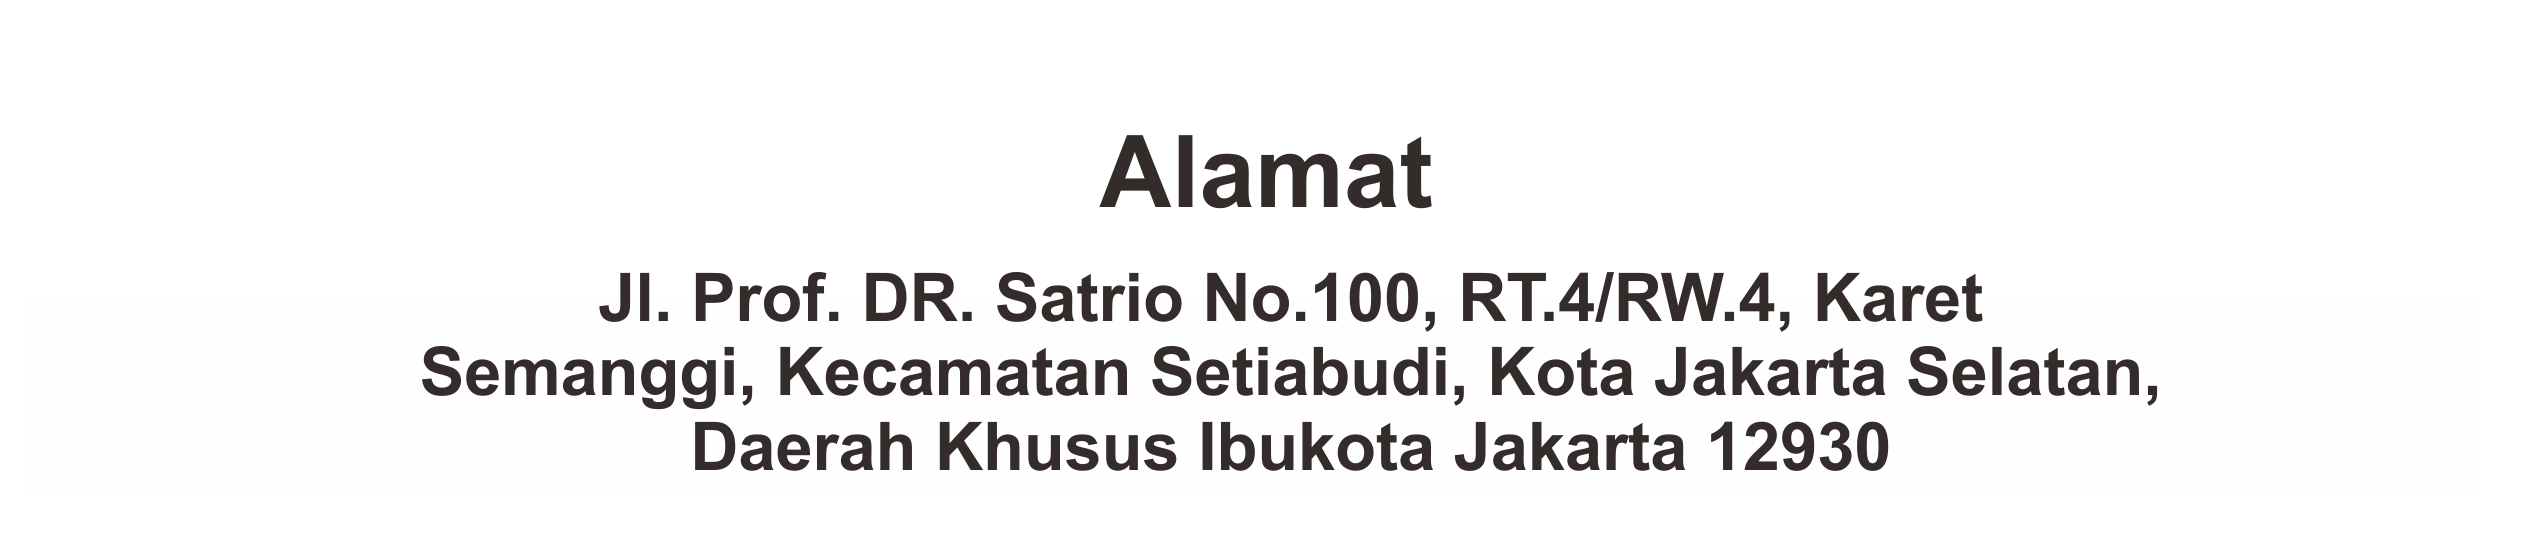 Alamat
Jl. Prof. DR. Satrio No.100, RT.4/RW.4, Karet
Semanggi, Kecamatan Setiabudi, Kota Jakarta Selatan,
Daerah Khusus Ibukota Jakarta 12930